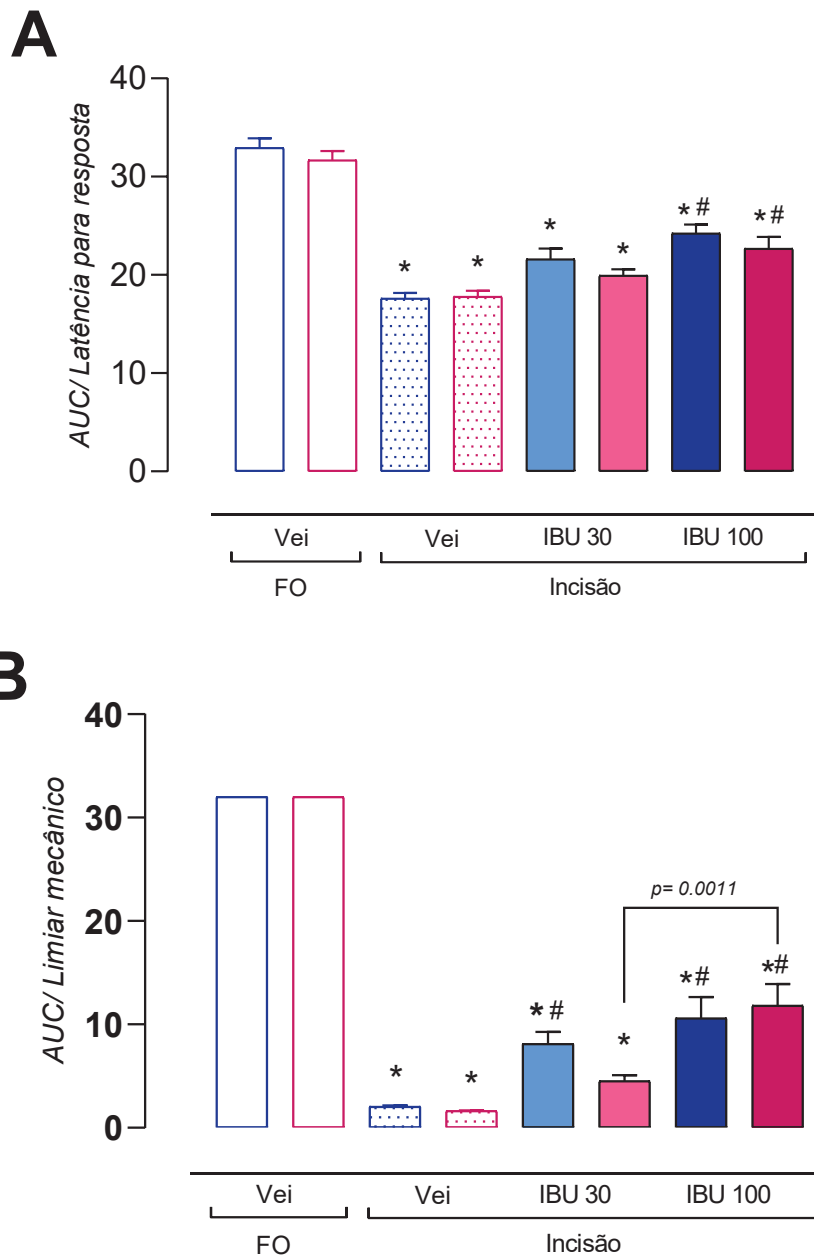 A
AUC/ Latência para resposta
40
30
20
10
0
* * * * *# *#
Vei Vei IBU 30 IBU 100
FO Incisão
B
AUC/ Limiar mecânico
40
30
20
10
0
p= 0.0011
* * *# * *# *#
Vei Vei IBU 30 IBU 100
FO Incisão